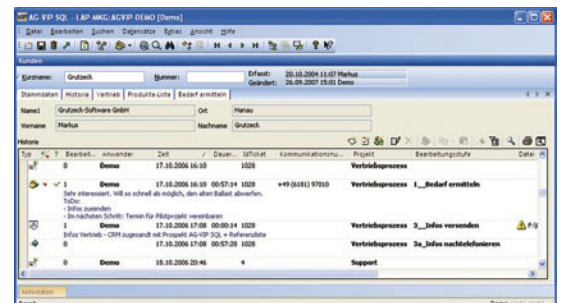 AG-VIP SQL - LAP-MKG:AGVIP-DEMO [Demo]
Datei Bearbeiten Suchen Datensätze Extras Ansicht Hilfe
Kunden
Kurzname: Grutzeck Nummer: Erfasst: 20.10.2004 11:07 Markus
Geändert: 26.09.2007 15:01 Demo
Stammdaten Historie Vertrieb Produkte-Liste Bedarf ermitteln
Name1 Grutzeck-Software GmbH Ort Hanau
Vorname Markus Nachname Grutzeck
Historie
Typ ? Bearbeit... Anwender Zeit / Dauer... IdTicket Kommunikationsnu... Projekt Bearbeitungsstufe Datei
0 Demo 17.10.2006 16:10 1028 Vertriebsprozess
1 Demo 17.10.2006 16:10 00:57:14 1028 +49 (6181) 97010 Vertriebsprozess 1__Bedarf ermitteln
Sehr interessiert. Will so schnell als möglich, den alten Ballast abwerfen.
ToDo:
- Infos zusenden
- Im nächsten Schritt: Termin für Pilotprojekt vereinbaren
1 Demo 17.10.2006 17:08 00:00:14 1028 Vertriebsprozess 3__Infos versenden
Infos Vertrieb - CRM zugesandt mit Prospekt AG-VIP SQL + Referenzliste
0 Demo 17.10.2006 17:08 00:57:28 1028 Vertriebsprozess 3a_Infos nachtelefonieren
0 Demo 18.10.2006 20:46 4 Support
Aktivitäten